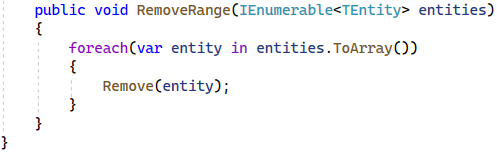 public void RemoveRange(IEnumerable<TEntity> entities)
{
foreach(var entity in entities.ToArray())
{
Remove(entity);
}
}
}